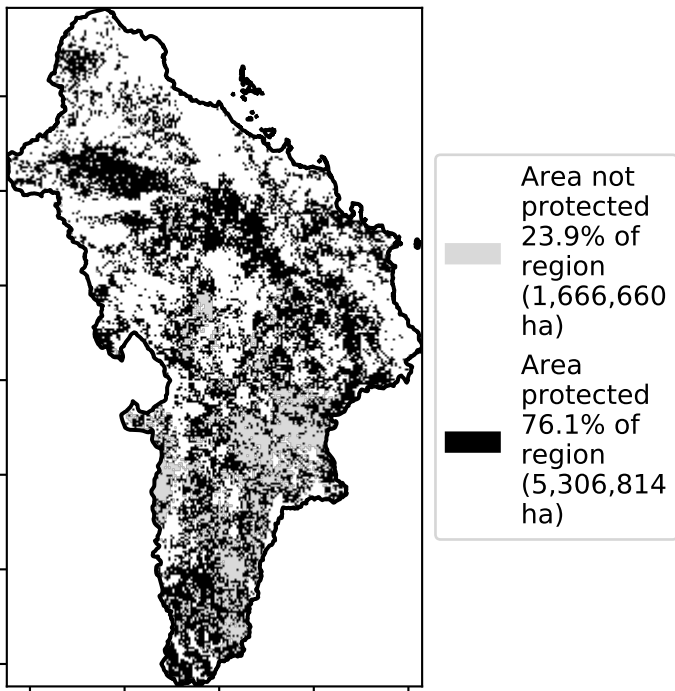 Area not
protected
23.9% of
region
(1,666,660
ha)
Area
protected
76.1% of
region
(5,306,814
ha)